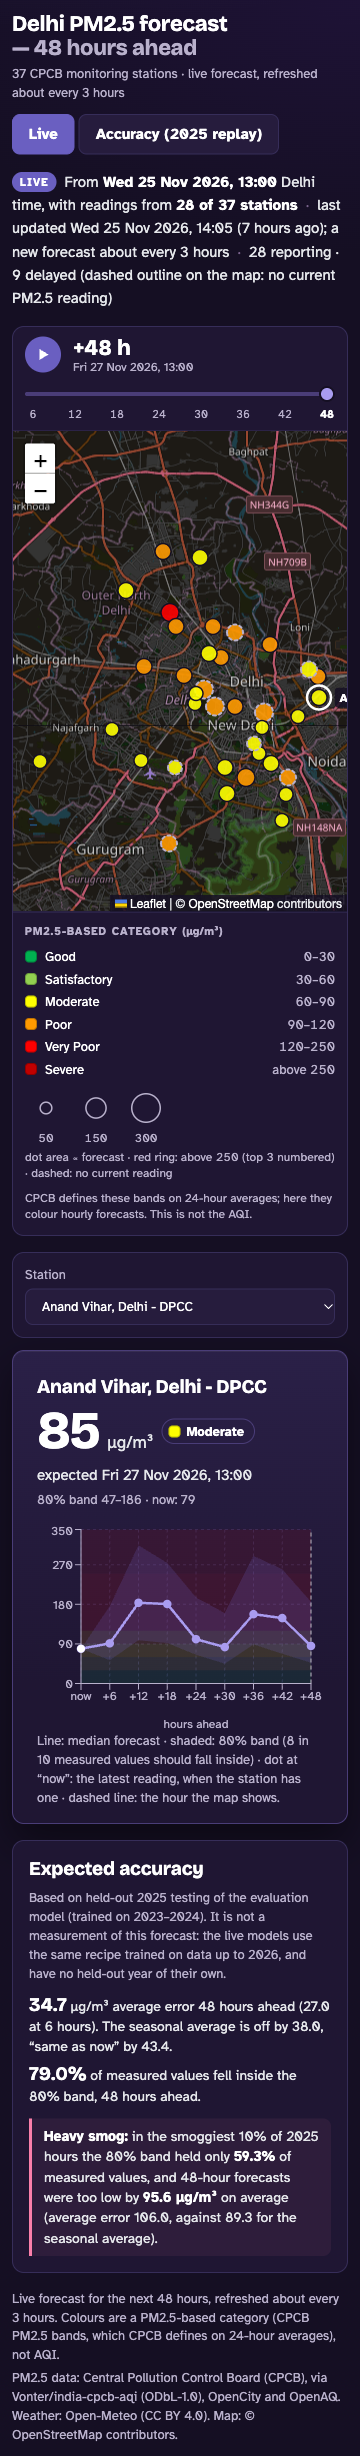 Delhi PM2.5 forecast
— 48 hours ahead
37 CPCB monitoring stations · live forecast, refreshed
about every 3 hours
Live
Accuracy (2025 replay)
LIVE From Wed 25 Nov 2026, 13:00 Delhi
time, with readings from 28 of 37 stations · last
updated Wed 25 Nov 2026, 14:05 (7 hours ago); a
new forecast about every 3 hours · 28 reporting ·
9 delayed (dashed outline on the map: no current
PM2.5 reading)
+48 h
Fri 27 Nov 2026, 13:00
6 12 18 24 30 36 42 48
+
−
Baghpat
NH344G
NH709B
Loni
Delhi
New Delhi
Najafgarh
Noida
Gurugram
Gurugram
NH148NA
Leaflet | © OpenStreetMap contributors
PM2.5-BASED CATEGORY (µg/m³)
Good 0–30
Satisfactory 30–60
Moderate 60–90
Poor 90–120
Very Poor 120–250
Severe above 250
50 150 300
dot area ∝ forecast · red ring: above 250 (top 3 numbered)
· dashed: no current reading
CPCB defines these bands on 24-hour averages; here they
colour hourly forecasts. This is not the AQI.
Station
Anand Vihar, Delhi - DPCC
Anand Vihar, Delhi - DPCC
85 µg/m³ Moderate
expected Fri 27 Nov 2026, 13:00
80% band 47–186 · now: 79
350
270
180
90
0
now +6 +12 +18 +24 +30 +36 +42 +48
hours ahead
Line: median forecast · shaded: 80% band (8 in
10 measured values should fall inside) · dot at
“now”: the latest reading, when the station has
one · dashed line: the hour the map shows.
Expected accuracy
Based on held-out 2025 testing of the evaluation
model (trained on 2023–2024). It is not a
measurement of this forecast: the live models use
the same recipe trained on data up to 2026, and
have no held-out year of their own.
34.7 µg/m³ average error 48 hours ahead (27.0
at 6 hours). The seasonal average is off by 38.0,
“same as now” by 43.4.
79.0% of measured values fell inside the
80% band, 48 hours ahead.
Heavy smog: in the smoggiest 10% of 2025
hours the 80% band held only 59.3% of
measured values, and 48-hour forecasts
were too low by 95.6 µg/m³ on average
(average error 106.0, against 89.3 for the
seasonal average).
Live forecast for the next 48 hours, refreshed about every
3 hours. Colours are a PM2.5-based category (CPCB
PM2.5 bands, which CPCB defines on 24-hour averages),
not AQI.
PM2.5 data: Central Pollution Control Board (CPCB), via
Vonter/india-cpcb-aqi (ODbL-1.0), OpenCity and OpenAQ.
Weather: Open-Meteo (CC BY 4.0). Map: ©
OpenStreetMap contributors.